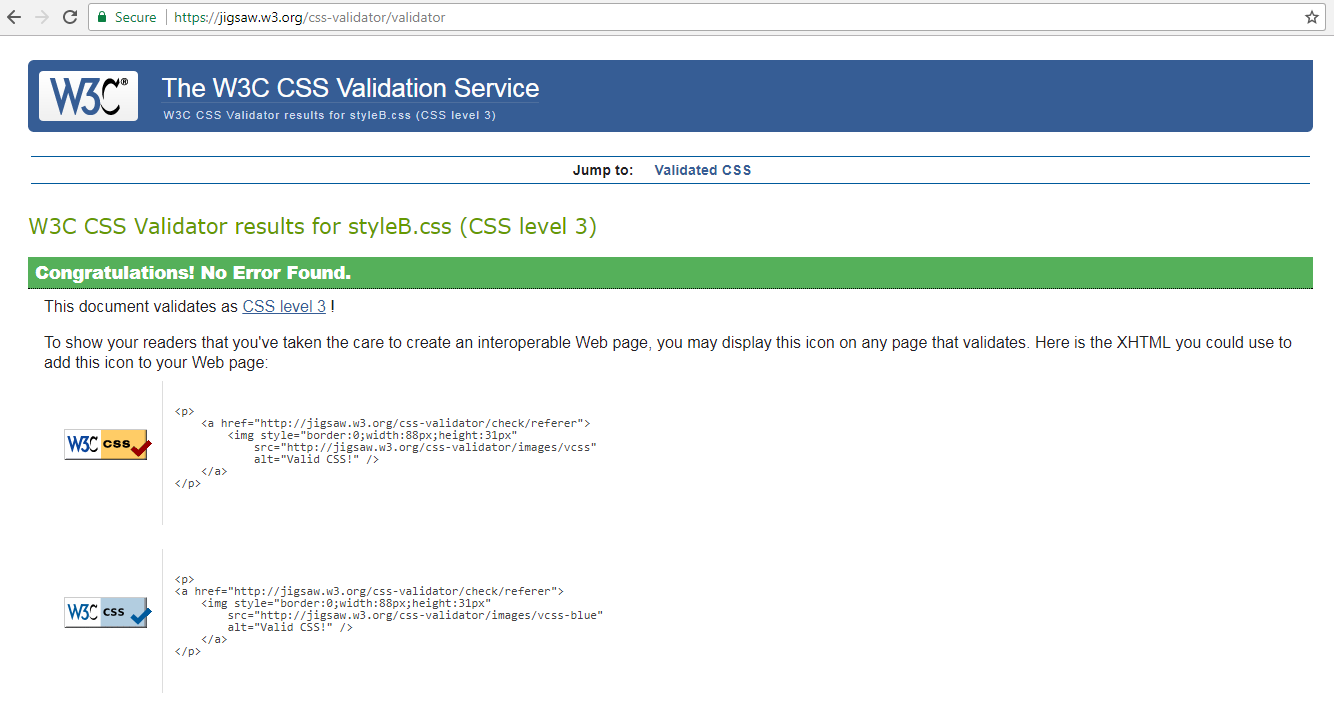 Secure https://jigsaw.w3.org/css-validator/validator
W3C®
The W3C CSS Validation Service
W3C CSS Validator results for styleB.css (CSS level 3)
Jump to: Validated CSS
W3C CSS Validator results for styleB.css (CSS level 3)
Congratulations! No Error Found.
This document validates as CSS level 3 !
To show your readers that you've taken the care to create an interoperable Web page, you may display this icon on any page that validates. Here is the XHTML you could use to
add this icon to your Web page:
W3C css
<p>
    <a href="http://jigsaw.w3.org/css-validator/check/referer">
        <img style="border:0;width:88px;height:31px"
            src="http://jigsaw.w3.org/css-validator/images/vcss"
            alt="Valid CSS!" />
    </a>
</p>
W3C css
<p>
<a href="http://jigsaw.w3.org/css-validator/check/referer">
    <img style="border:0;width:88px;height:31px"
        src="http://jigsaw.w3.org/css-validator/images/vcss-blue"
        alt="Valid CSS!" />
    </a>
</p>